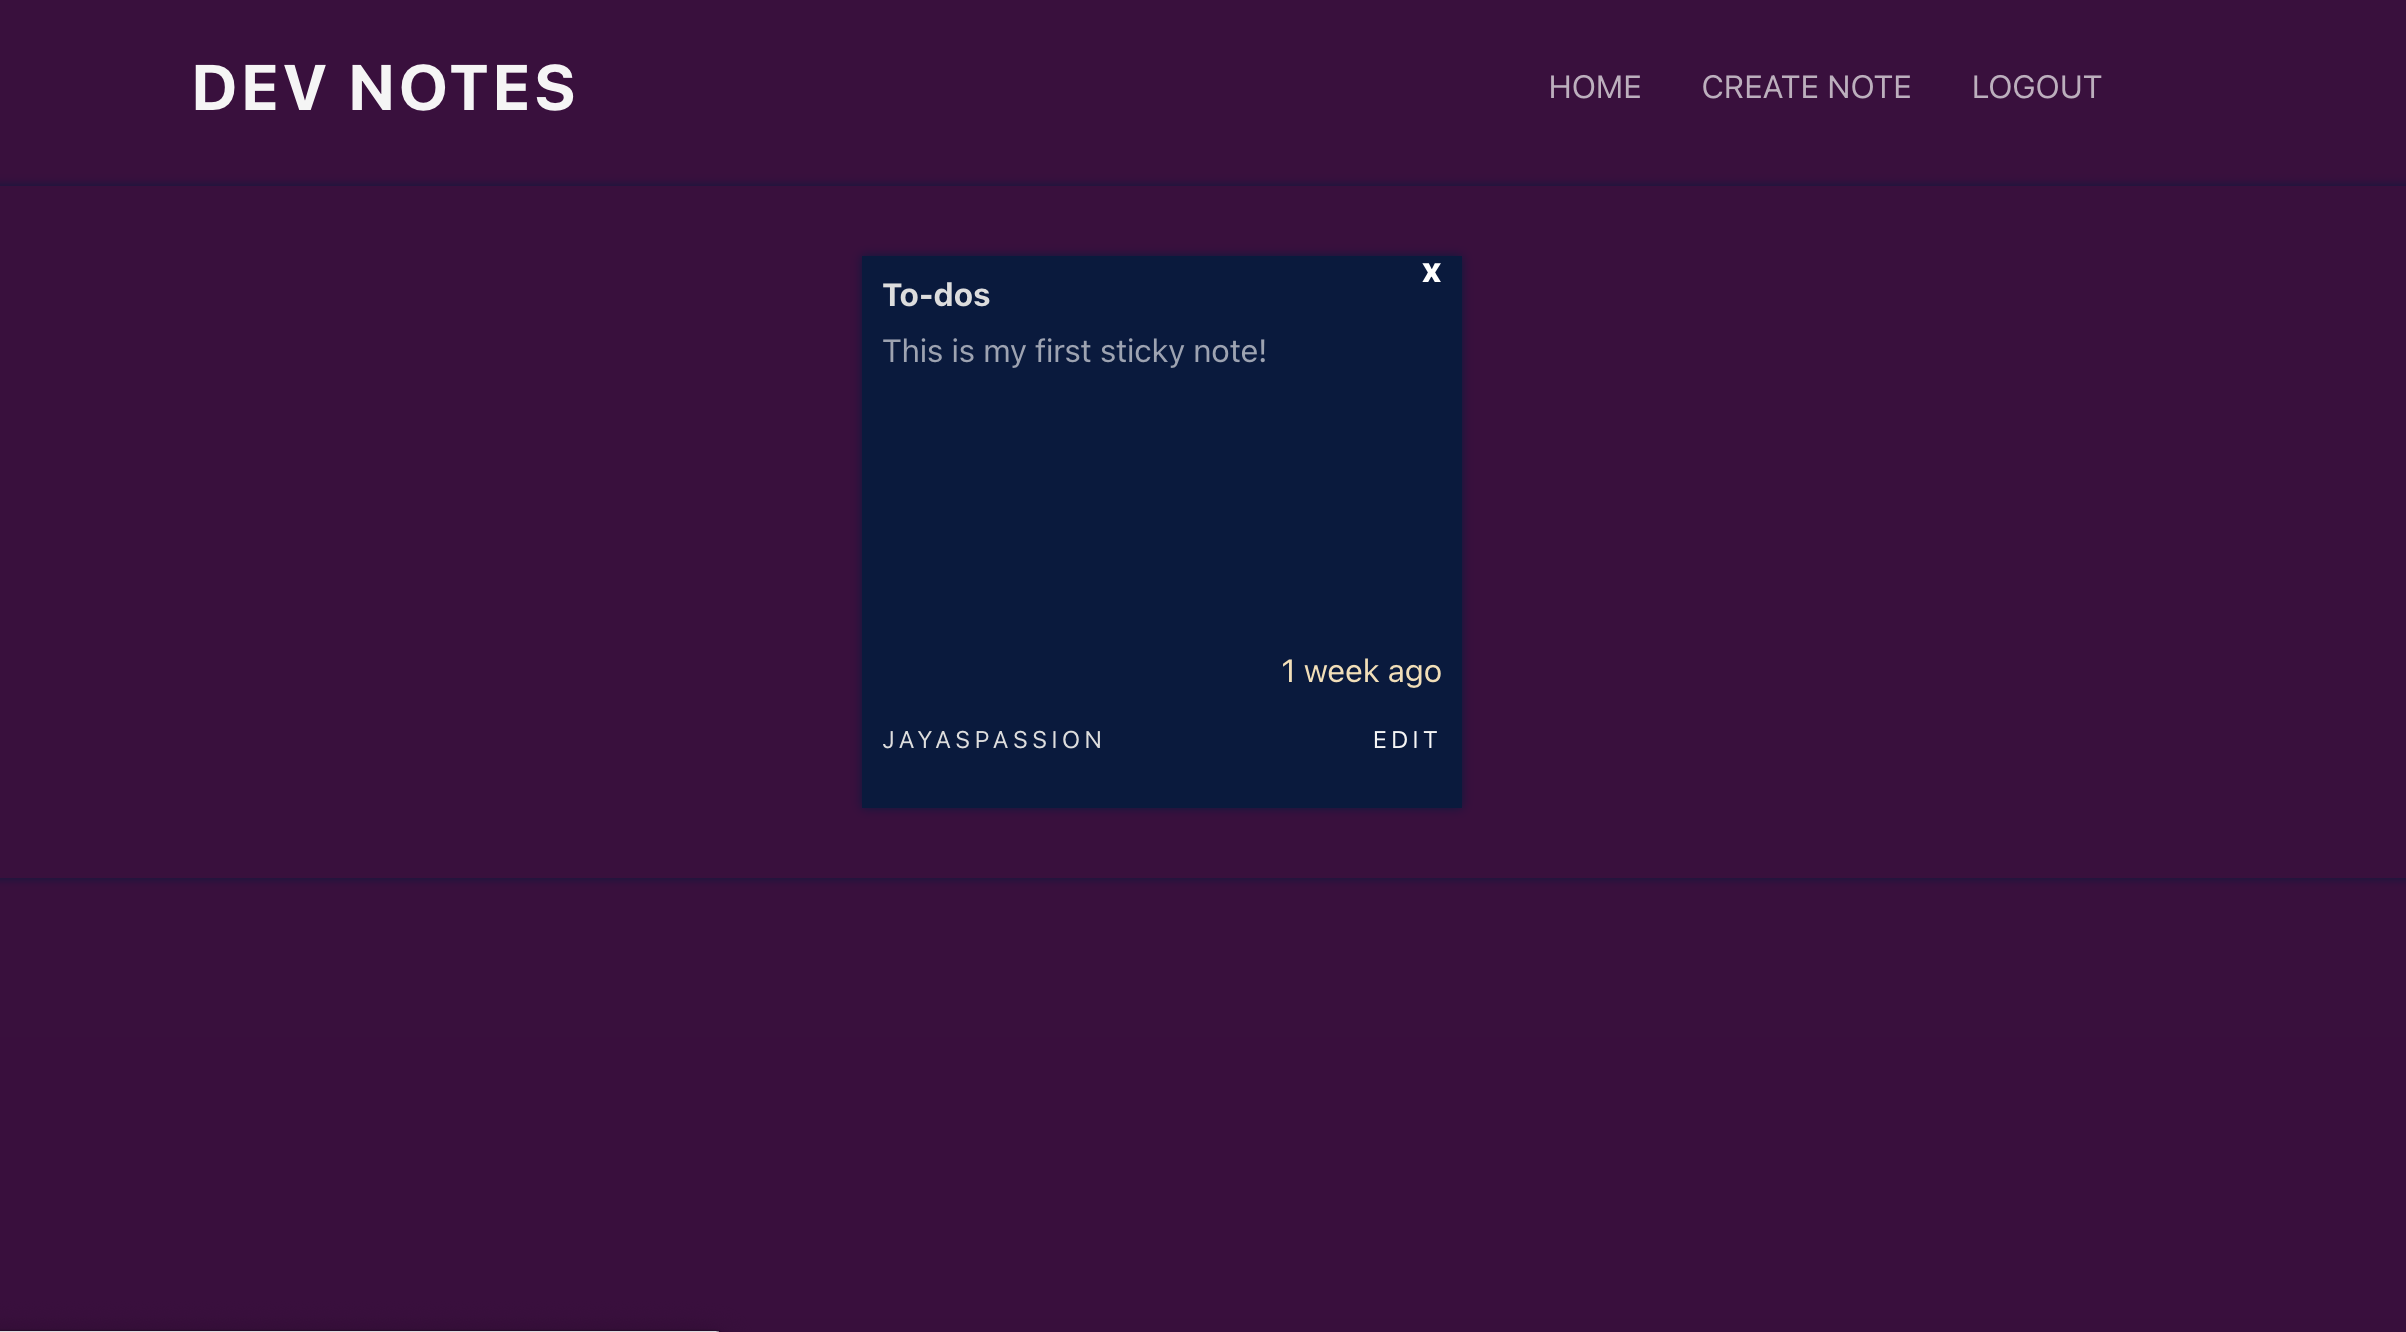 DEV NOTES
HOME CREATE NOTE LOGOUT
x
To-dos
This is my first sticky note!
1 week ago
JAYASPASSION EDIT